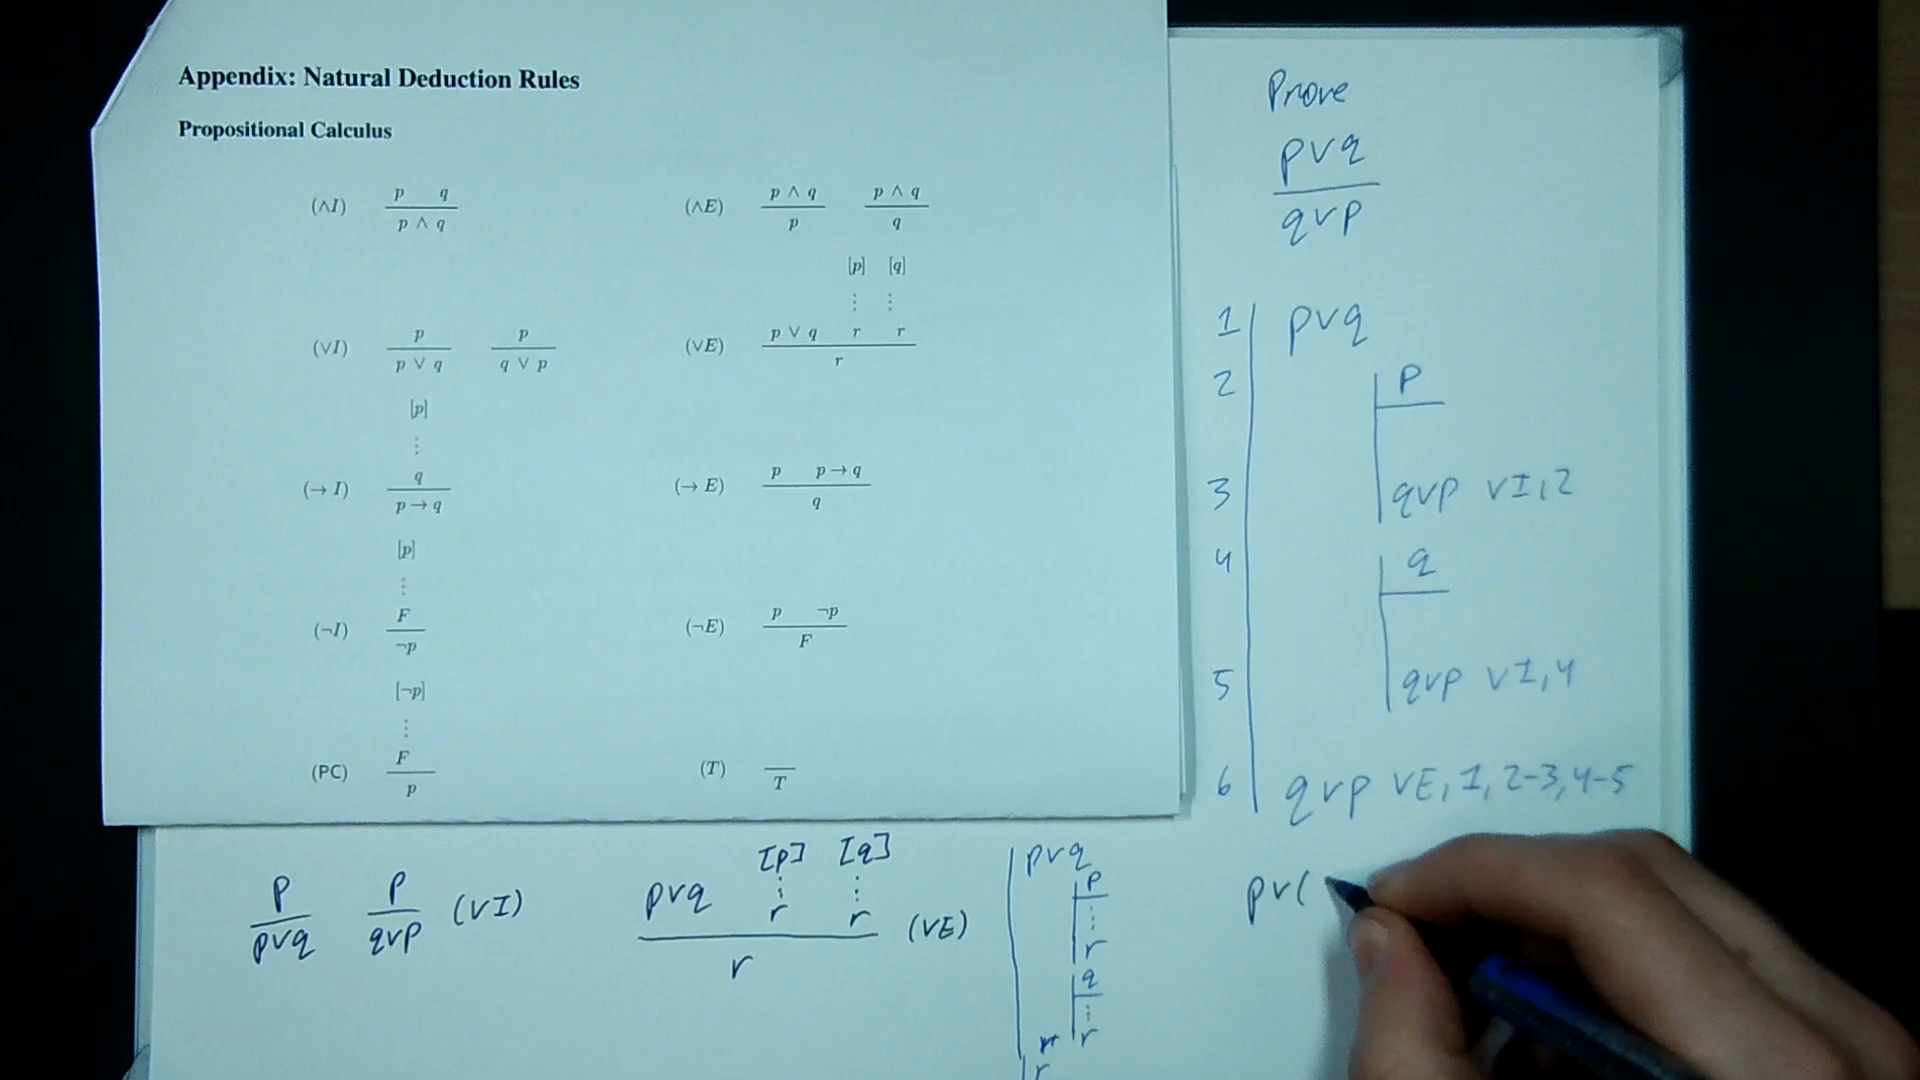 Appendix: Natural Deduction Rules
Propositional Calculus
(∧I) p q
p ∧ q
(∧E) p ∧ q p ∧ q
p q
(∨I) p p
p ∨ q q ∨ p
(∨E) [p] [q]
⋮ ⋮
p ∨ q r r
r
(→ I) [p]
⋮
q
p → q
(→ E) p p → q
q
(¬I) [p]
⋮
F
¬p
(¬E) p ¬p
F
(PC) [¬p]
⋮
F
p
(T)
T
Prove
p∨q
q∨p
1 p∨q
2 p
3 q∨p ∨I,2
4 q
5 q∨p ∨I,4
6 q∨p ∨E,1,2-3,4-5
p p (∨I)
p∨q q∨p
[p] [q]
⋮ ⋮
p∨q r r (∨E)
r
p∨q
p
⋮
r
q
⋮
r
r
r
p∨(